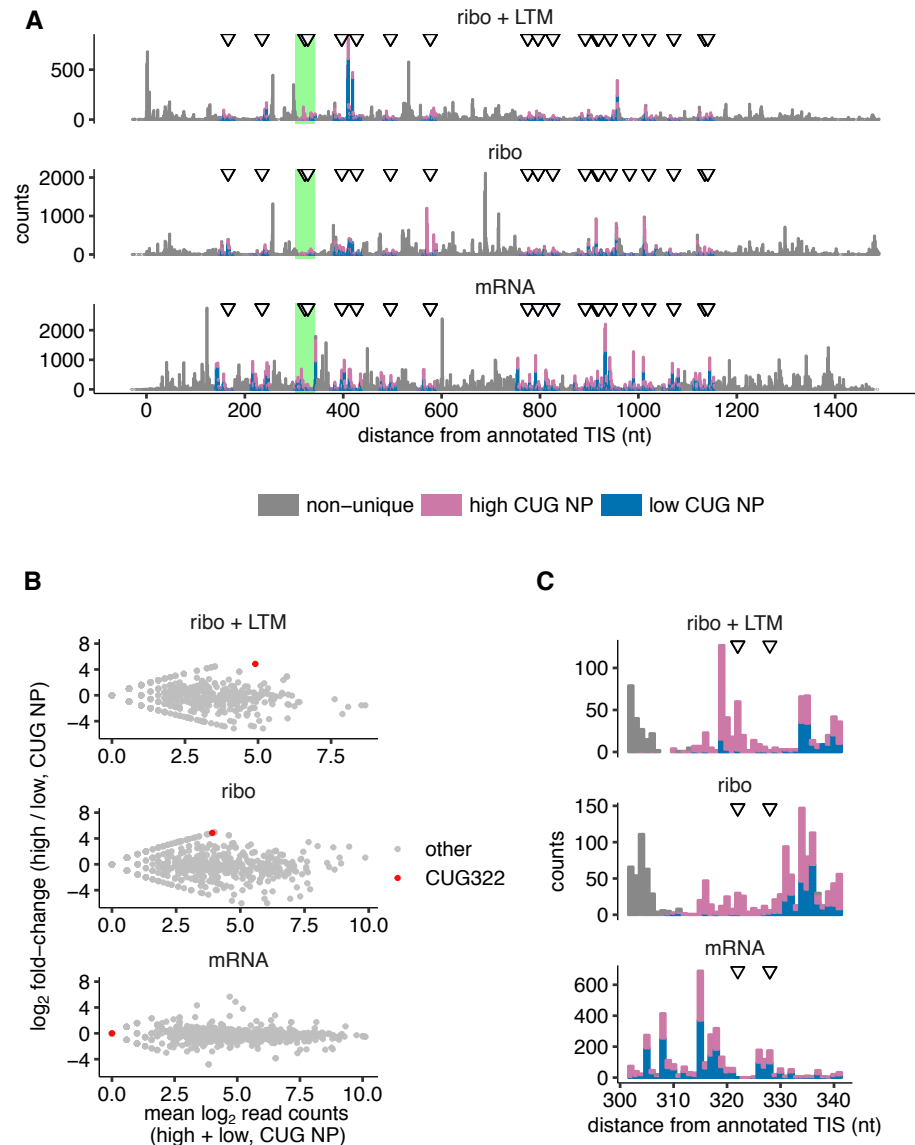 A
ribo + LTM
500
0
ribo
2000
1000
0
counts
mRNA
2000
1000
0
0 200 400 600 800 1000 1200 1400
distance from annotated TIS (nt)
non−unique high CUG NP low CUG NP
B
ribo + LTM
8
4
0
−4
0.0 2.5 5.0 7.5
ribo
8
4
0
−4
0.0 2.5 5.0 7.5 10.0
mRNA
8
4
0
−4
0.0 2.5 5.0 7.5 10.0
log2 fold−change (high / low, CUG NP)
mean log2 read counts
(high + low, CUG NP)
other
CUG322
C
ribo + LTM
100
50
0
ribo
150
100
50
0
counts
mRNA
600
400
200
0
300 310 320 330 340
distance from annotated TIS (nt)